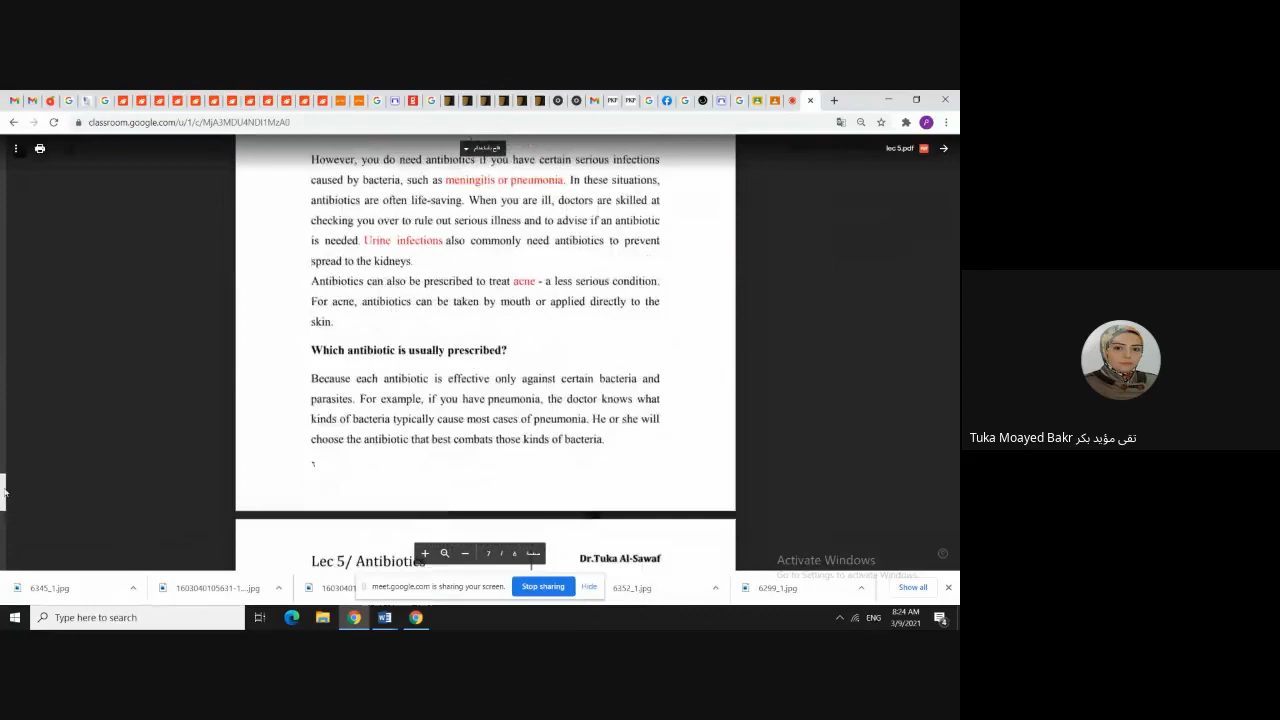 classroom.google.com/u/1/c/MjA3MDU4NDI1MzA0
lec 5.pdf
However, you do need antibiotics if you have certain serious infections
caused by bacteria, such as meningitis or pneumonia. In these situations,
antibiotics are often life-saving. When you are ill, doctors are skilled at
checking you over to rule out serious illness and to advise if an antibiotic
is needed. Urine infections also commonly need antibiotics to prevent
spread to the kidneys.
Antibiotics can also be prescribed to treat acne - a less serious condition.
For acne, antibiotics can be taken by mouth or applied directly to the
skin.
Which antibiotic is usually prescribed?
Because each antibiotic is effective only against certain bacteria and
parasites. For example, if you have pneumonia, the doctor knows what
kinds of bacteria typically cause most cases of pneumonia. He or she will
choose the antibiotic that best combats those kinds of bacteria.
٦
Lec 5/ Antibiotics
Dr.Tuka Al-Sawaf
7 / 6
Tuka Moayed Bakr تقى مؤيد بكر
Activate Windows
Go to Settings to activate Windows.
6345_1.jpg
1603040105631-1....jpg
160304010
meet.google.com is sharing your screen.
Stop sharing
Hide
6352_1.jpg
6299_1.jpg
Show all
Type here to search
ENG
8:24 AM
3/9/2021
4